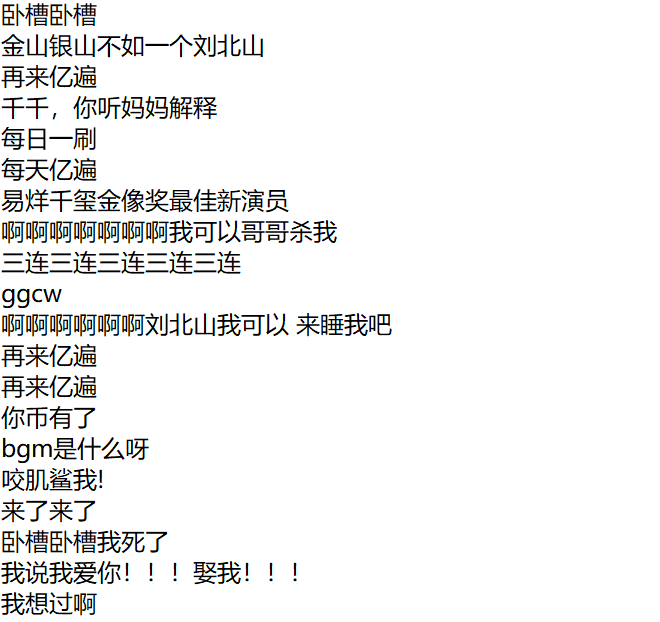 卧槽卧槽
金山银山不如一个刘北山
再来亿遍
千千，你听妈妈解释
每日一刷
每天亿遍
易烊千玺金像奖最佳新演员
啊啊啊啊啊啊啊我可以哥哥杀我
三连三连三连三连三连
ggcw
啊啊啊啊啊啊刘北山我可以 来睡我吧
再来亿遍
再来亿遍
你币有了
bgm是什么呀
咬肌鲨我!
来了来了
卧槽卧槽我死了
我说我爱你！！！娶我！！！
我想过啊